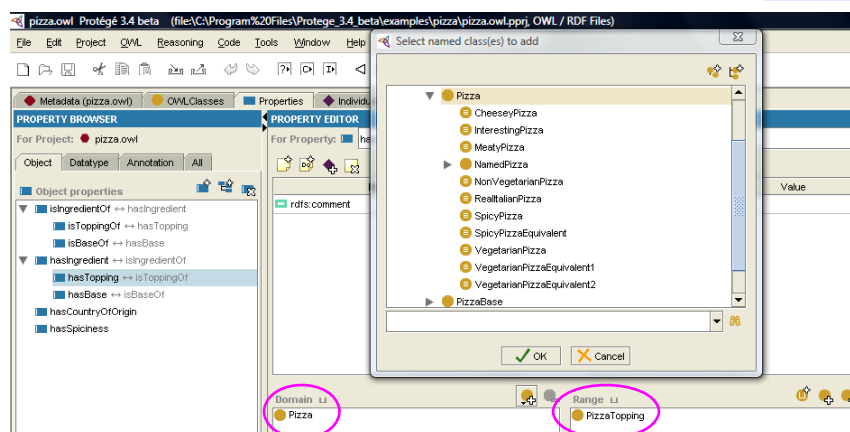 pizza.owl Protégé 3.4 beta (file:\C:\Program%20Files\Protege_3.4_beta\examples\pizza\pizza.owl.pprj, OWL / RDF Files)
File Edit Project OWL Reasoning Code Tools Window Help
Select named class(es) to add
Metadata (pizza.owl) OWLClasses Properties Individu
PROPERTY BROWSER
PROPERTY EDITOR
For Project: pizza.owl
For Property: ha
Object Datatype Annotation All
Object properties
Value
isIngredientOf ↔ hasIngredient
rdfs:comment
isToppingOf ↔ hasTopping
isBaseOf ↔ hasBase
hasIngredient ↔ isIngredientOf
hasTopping ↔ isToppingOf
hasBase ↔ isBaseOf
hasCountryOfOrigin
hasSpiciness
Pizza
CheeseyPizza
InterestingPizza
MeatyPizza
NamedPizza
NonVegetarianPizza
RealItalianPizza
SpicyPizza
SpicyPizzaEquivalent
VegetarianPizza
VegetarianPizzaEquivalent1
VegetarianPizzaEquivalent2
PizzaBase
OK Cancel
Domain ⊔
Range ⊔
Pizza
PizzaTopping